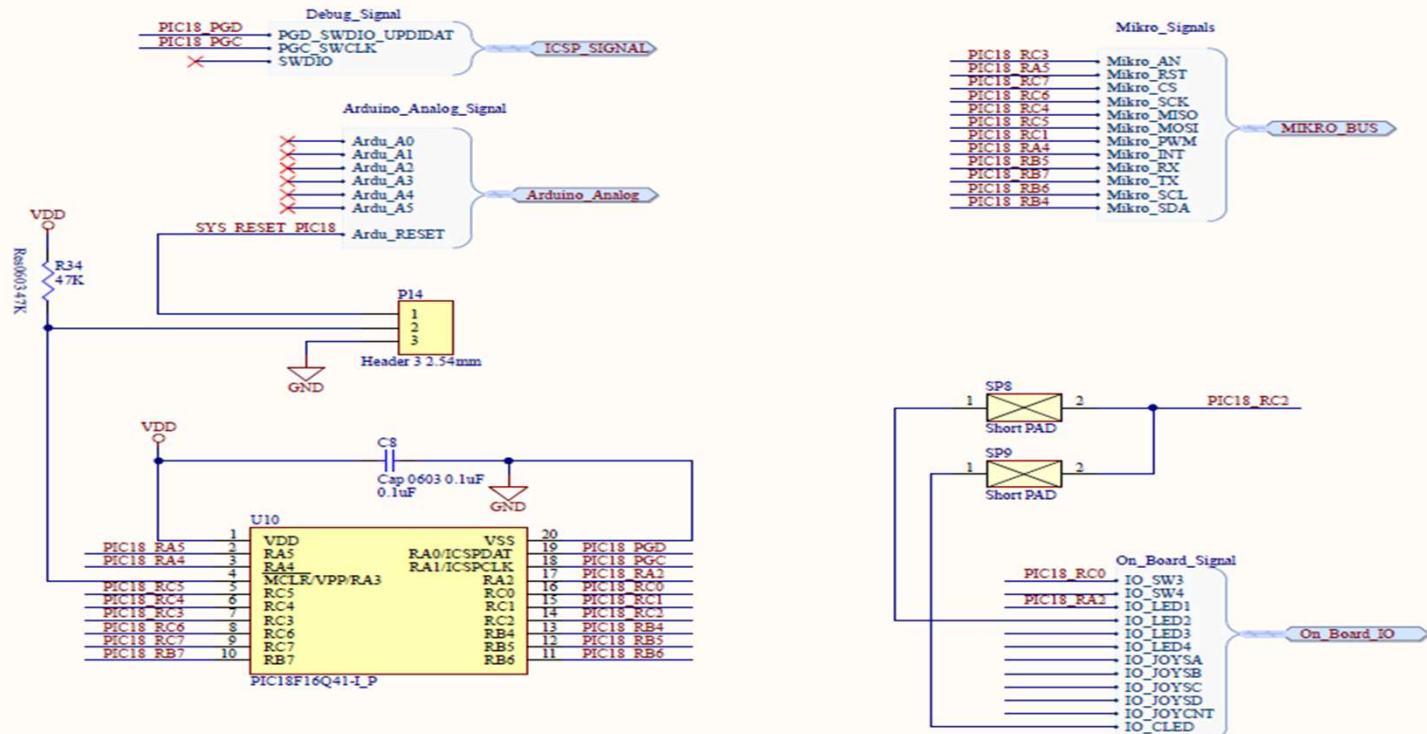 Debug_Signal
PIC18_PGD
PGD_SWDIO_UPDIDAT
PIC18_PGC
PGC_SWCLK
SWDIO
ICSP_SIGNAL
Arduino_Analog_Signal
Ardu_A0
Ardu_A1
Ardu_A2
Ardu_A3
Ardu_A4
Ardu_A5
SYS_RESET_PIC18
Ardu_RESET
Arduino_Analog
VDD
R34
47K
Res060347K
P14
1
2
3
Header 3 2.54mm
GND
VDD
C8
Cap 0603 0.1uF
0.1uF
GND
U10
1 VDD VSS 20
PIC18_RA5 2 RA5 RA0/ICSPDAT 19 PIC18_PGD
PIC18_RA4 3 RA4 RA1/ICSPCLK 18 PIC18_PGC
4 MCLR/VPP/RA3 RA2 17 PIC18_RA2
PIC18_RC5 5 RC5 RC0 16 PIC18_RC0
PIC18_RC4 6 RC4 RC1 15 PIC18_RC1
PIC18_RC3 7 RC3 RC2 14 PIC18_RC2
PIC18_RC6 8 RC6 RB4 13 PIC18_RB4
PIC18_RC7 9 RC7 RB5 12 PIC18_RB5
PIC18_RB7 10 RB7 RB6 11 PIC18_RB6
PIC18F16Q41-I_P
Mikro_Signals
PIC18_RC3 Mikro_AN
PIC18_RA5 Mikro_RST
PIC18_RC7 Mikro_CS
PIC18_RC6 Mikro_SCK
PIC18_RC4 Mikro_MISO
PIC18_RC5 Mikro_MOSI
PIC18_RC1 Mikro_PWM
PIC18_RA4 Mikro_INT
PIC18_RB5 Mikro_RX
PIC18_RB7 Mikro_TX
PIC18_RB6 Mikro_SCL
PIC18_RB4 Mikro_SDA
MIKRO_BUS
SP8
1 2
Short PAD
PIC18_RC2
SP9
1 2
Short PAD
On_Board_Signal
PIC18_RC0 IO_SW3
IO_SW4
PIC18_RA2 IO_LED1
IO_LED2
IO_LED3
IO_LED4
IO_JOYSA
IO_JOYSB
IO_JOYSC
IO_JOYSD
IO_JOYCNT
IO_CLED
On_Board_IO